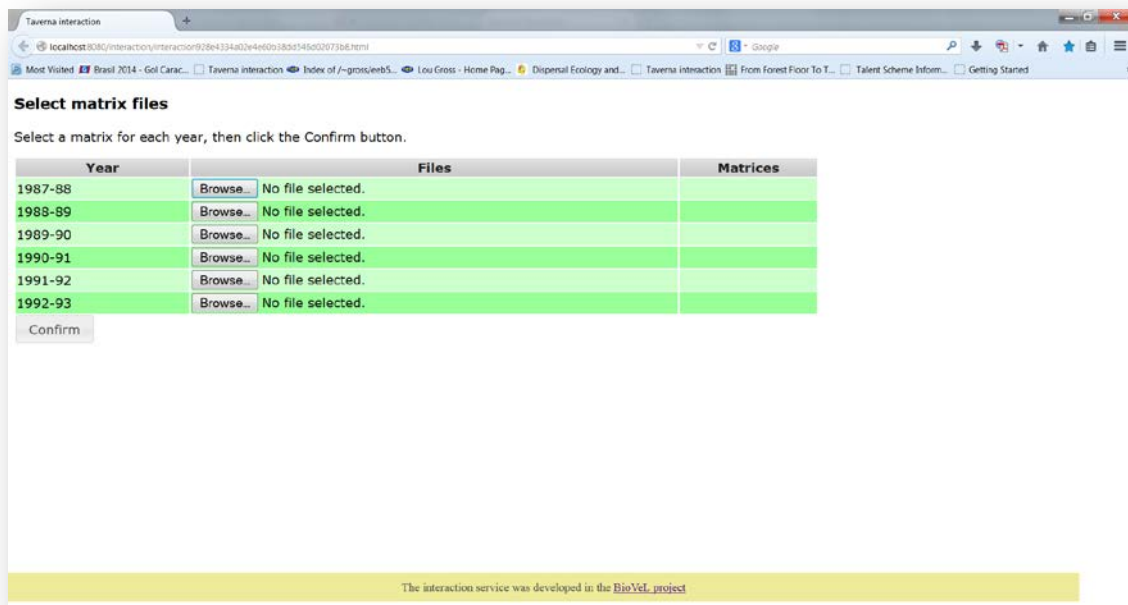 Taverna interaction
localhost:8080/interaction/interaction928e4334a02e4e60b38dd545d02073b6.html
Google
Most Visited Brasil 2014 - Gol Carac... Taverna interaction Index of /~gross/eeb5... Lou Gross - Home Pag... Dispersal Ecology and... Taverna interaction From Forest Floor To T... Talent Scheme Inform... Getting Started
Select matrix files
Select a matrix for each year, then click the Confirm button.
Year Files Matrices
1987-88 Browse... No file selected.
1988-89 Browse... No file selected.
1989-90 Browse... No file selected.
1990-91 Browse... No file selected.
1991-92 Browse... No file selected.
1992-93 Browse... No file selected.
Confirm
The interaction service was developed in the BioVeL project